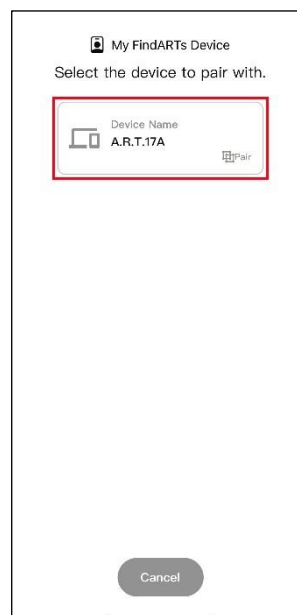 My FindARTs Device
Select the device to pair with.
Device Name
A.R.T.17A
Pair
Cancel